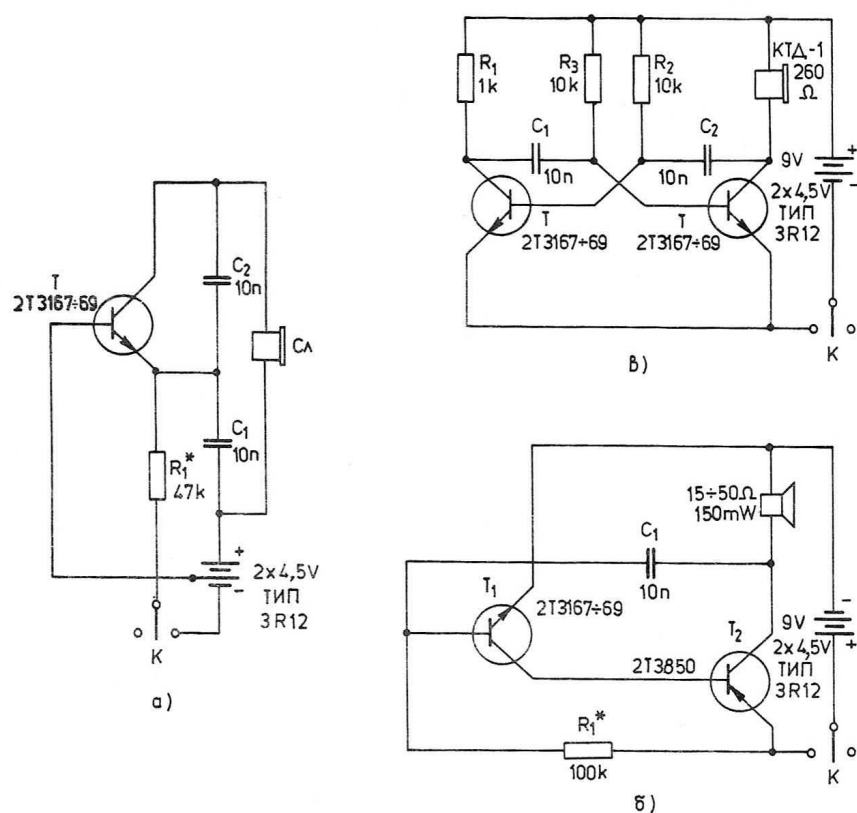 T
2T3167÷69
C₂
10n
СЛ
C₁
10n
R₁*
47k
+
-
2x4,5V
ТИП
3R12
K
а)
R₁
1k
R₃
10k
R₂
10k
КТД-1
260
Ω
C₁
10n
C₂
10n
9V
+
-
2x4,5V
ТИП
3R12
T
2T3167÷69
T
2T3167÷69
K
в)
15÷50Ω
150mW
C₁
10n
T₁
2T3167÷69
T₂
2T3850
9V
-
+
2x4,5V
ТИП
3R12
R₁*
100k
K
б)